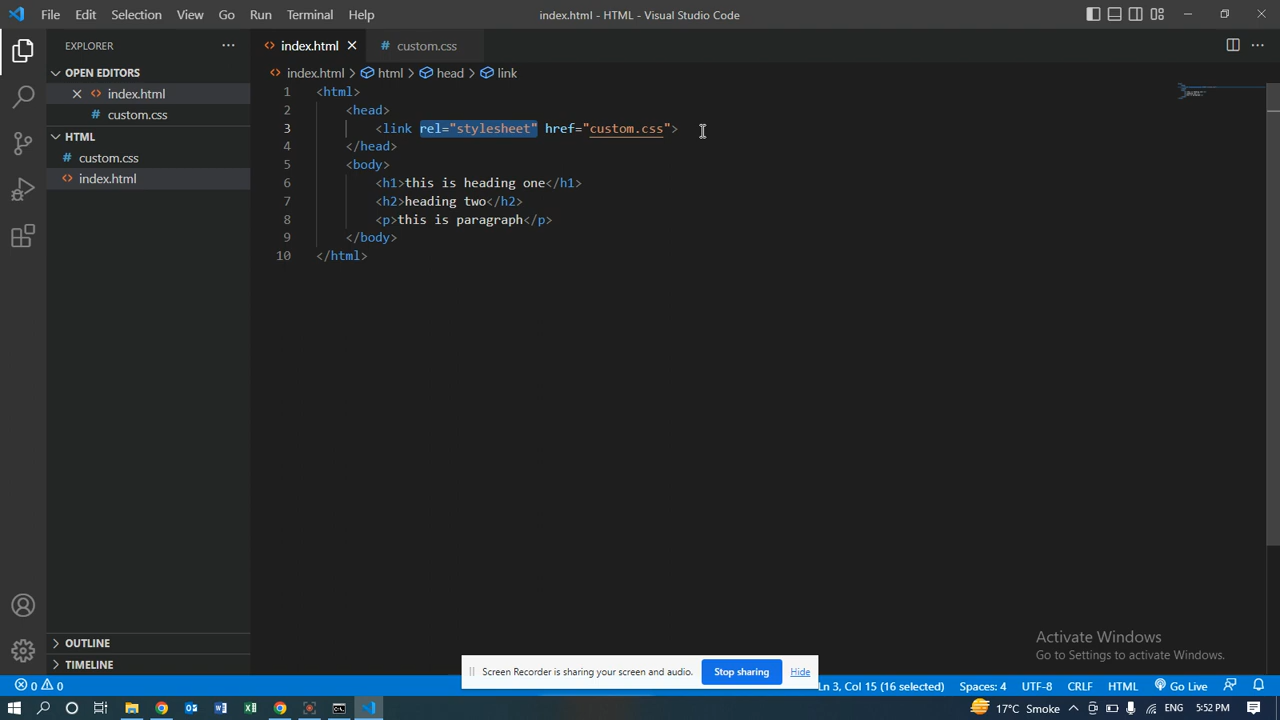 File Edit Selection View Go Run Terminal Help
index.html - HTML - Visual Studio Code
EXPLORER
OPEN EDITORS
index.html
custom.css
HTML
custom.css
index.html
OUTLINE
TIMELINE
index.html
# custom.css
index.html > html > head > link
1 <html>
2 <head>
3 <link rel="stylesheet" href="custom.css">
4 </head>
5 <body>
6 <h1>this is heading one</h1>
7 <h2>heading two</h2>
8 <p>this is paragraph</p>
9 </body>
10 </html>
Activate Windows
Go to Settings to activate Windows.
Screen Recorder is sharing your screen and audio. Stop sharing Hide
0 0
Ln 3, Col 15 (16 selected) Spaces: 4 UTF-8 CRLF HTML Go Live
17°C Smoke ENG 5:52 PM